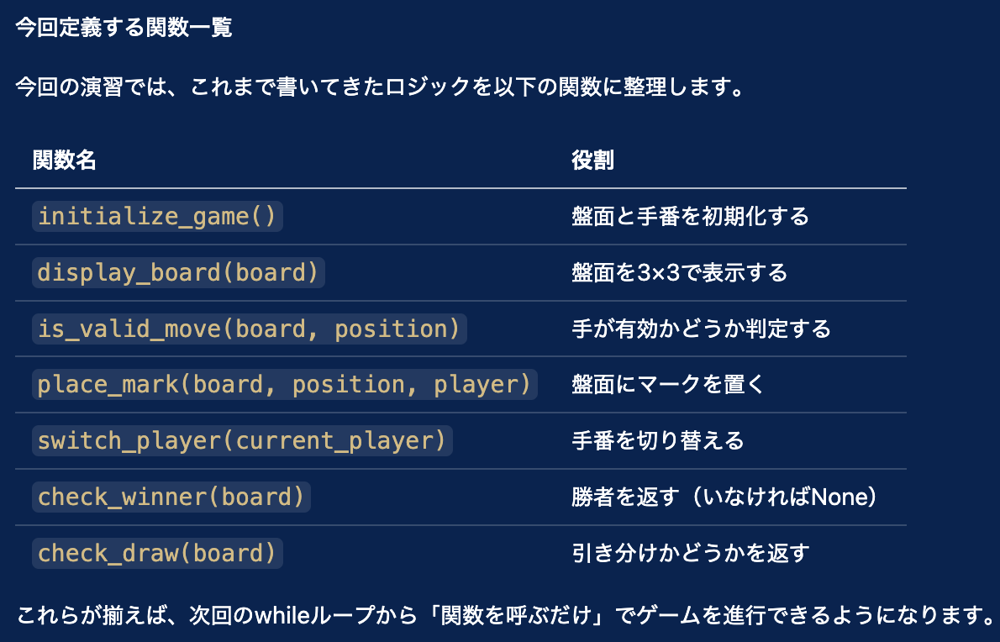 今回定義する関数一覧
今回の演習では、これまで書いてきたロジックを以下の関数に整理します。
関数名 役割
initialize_game() 盤面と手番を初期化する
display_board(board) 盤面を3×3で表示する
is_valid_move(board, position) 手が有効かどうか判定する
place_mark(board, position, player) 盤面にマークを置く
switch_player(current_player) 手番を切り替える
check_winner(board) 勝者を返す（いなければNone）
check_draw(board) 引き分けかどうかを返す
これらが揃えば、次回のwhileループから「関数を呼ぶだけ」でゲームを進行できるようになります。